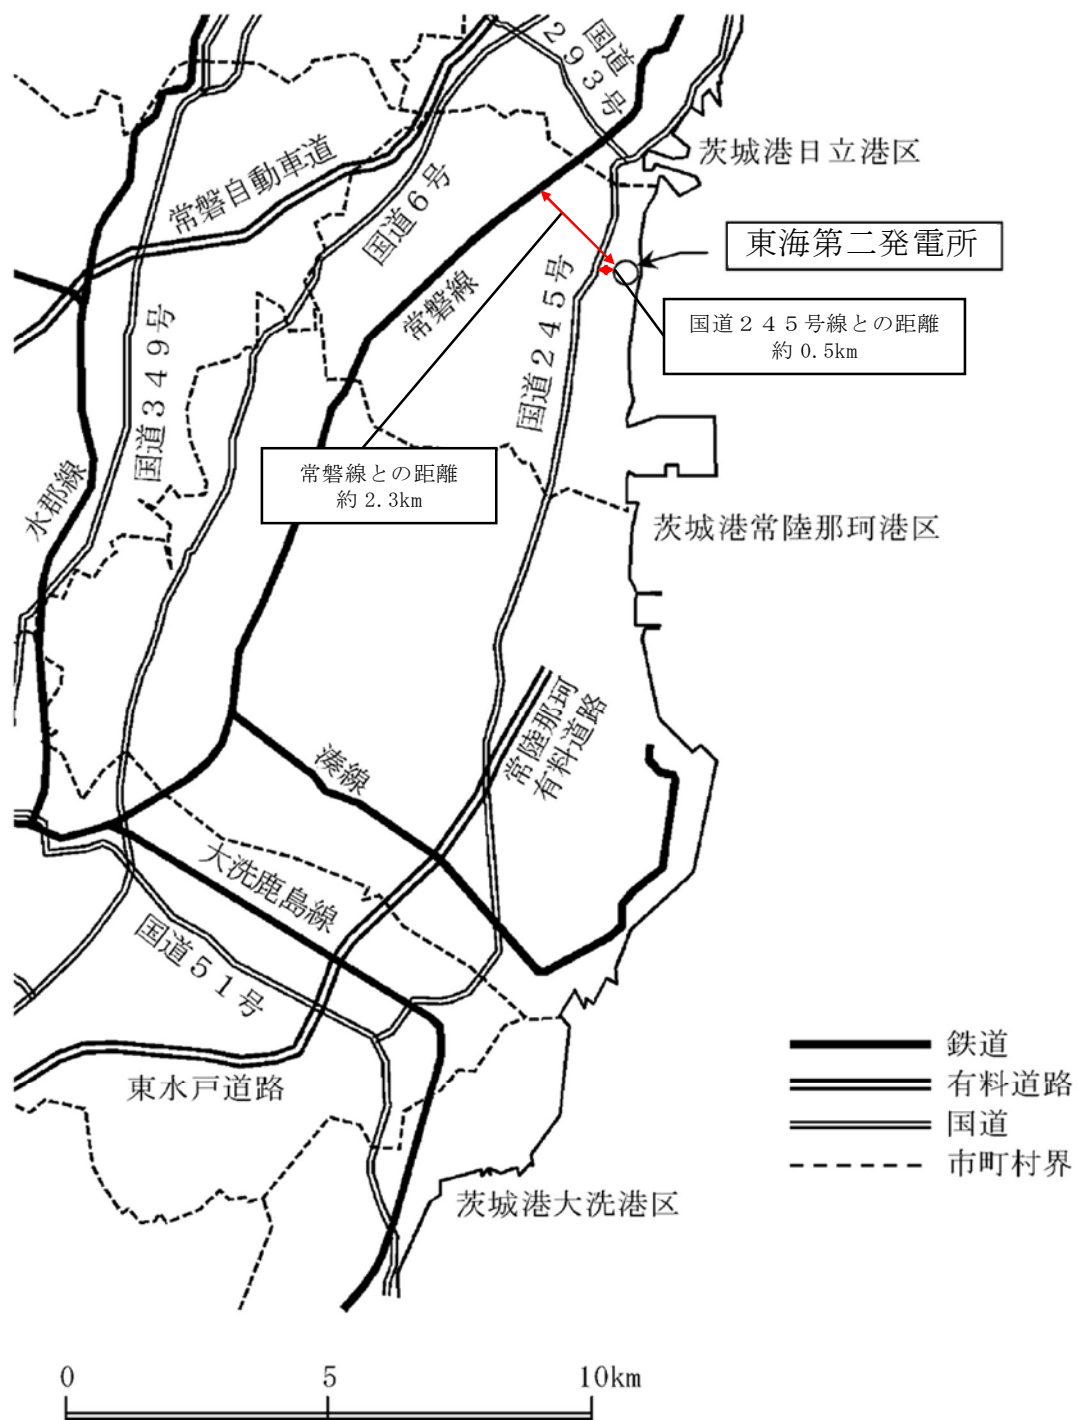 国道
２９３号
茨城港日立港区
常磐自動車道
国道６号
東海第二発電所
常磐線
国道２４５号
国道２４５号線との距離
約 0.5km
国道３４９号
常磐線との距離
約 2.3km
水郡線
茨城港常陸那珂港区
常陸那珂
有料道路
湊線
大洗鹿島線
国道５１号
東水戸道路
鉄道
有料道路
国道
市町村界
茨城港大洗港区
0 5 10km